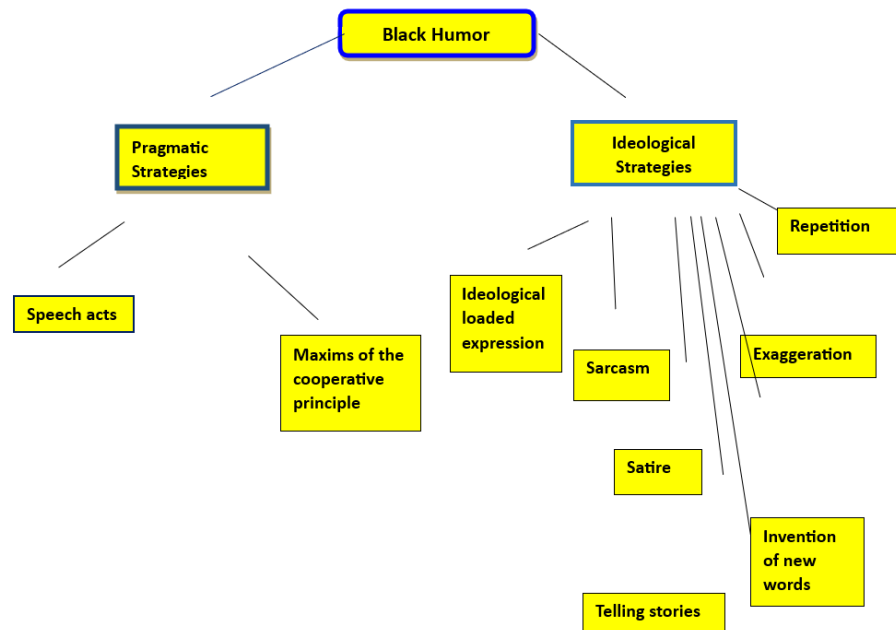 Black Humor
Pragmatic
Strategies
Ideological
Strategies
Repetition
Speech acts
Ideological
loaded
expression
Maxims of the
cooperative
principle
Sarcasm
Exaggeration
Satire
Invention
of new
words
Telling stories